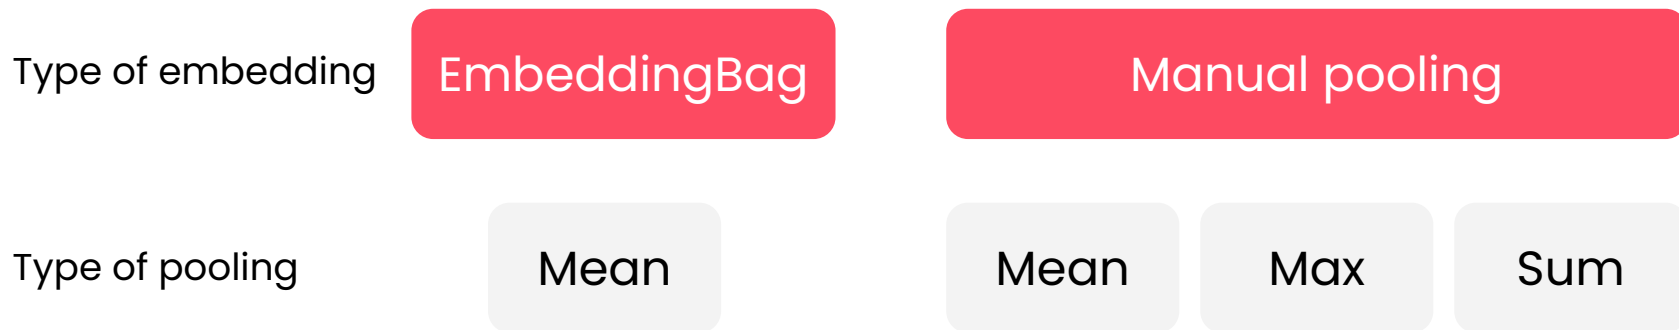 Type of embedding
EmbeddingBag
Manual pooling
Type of pooling
Mean
Mean
Max
Sum